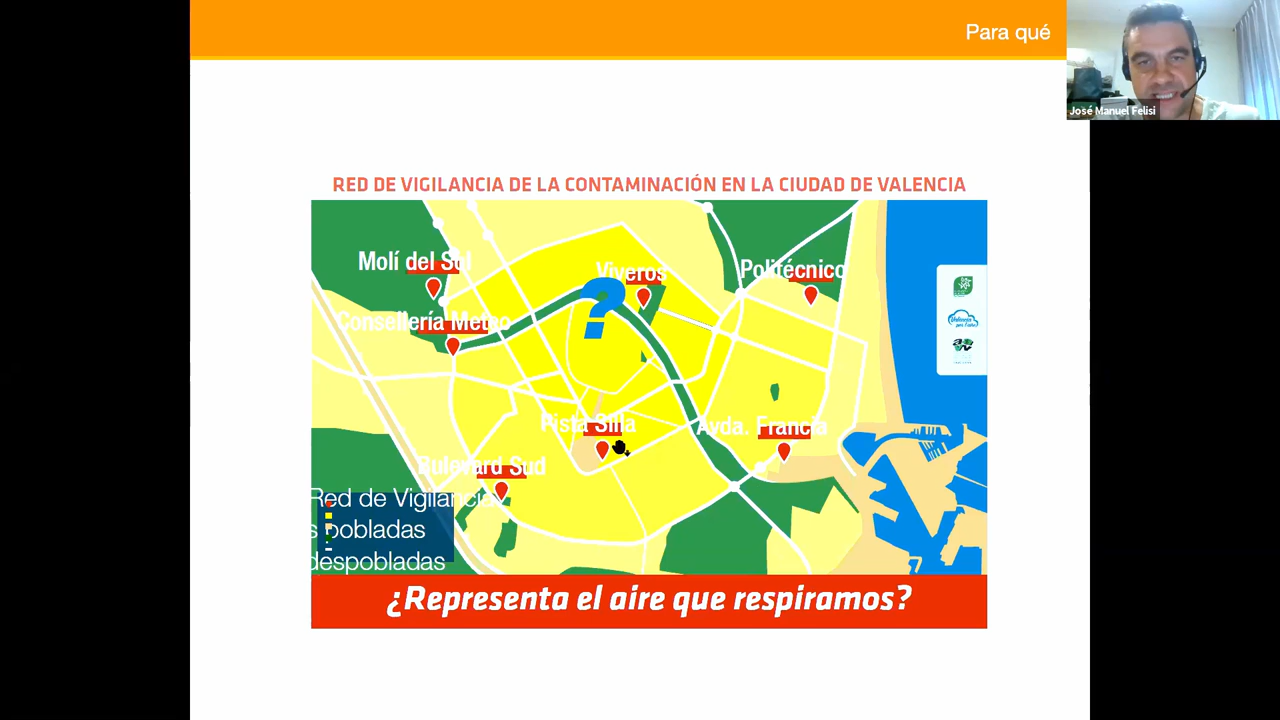 Para qué
José Manuel Felisi
RED DE VIGILANCIA DE LA CONTAMINACIÓN EN LA CIUDAD DE VALENCIA
Molí del Sol
Viveros
Politécnico
?
Consellería Meteo
Pista Silla
Avda. Francia
Bulevard Sud
Red de Vigilancia
s pobladas
despobladas
¿Representa el aire que respiramos?